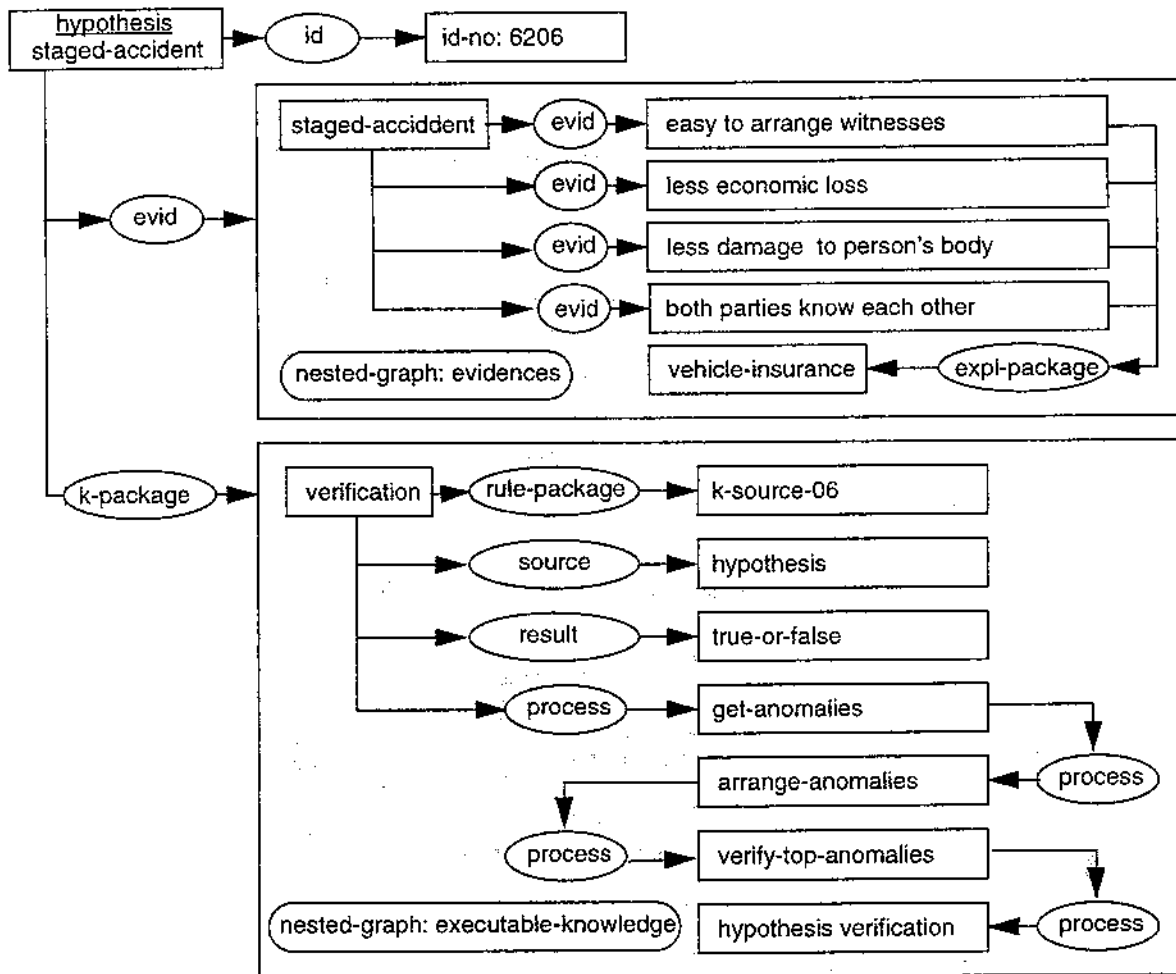 hypothesis
staged-accident
id
id-no: 6206
staged-acciddent
evid
easy to arrange witnesses
evid
less economic loss
evid
evid
less damage to person's body
evid
both parties know each other
nested-graph: evidences
vehicle-insurance
expl-package
k-package
verification
rule-package
k-source-06
source
hypothesis
result
true-or-false
process
get-anomalies
arrange-anomalies
process
process
verify-top-anomalies
nested-graph: executable-knowledge
hypothesis verification
process